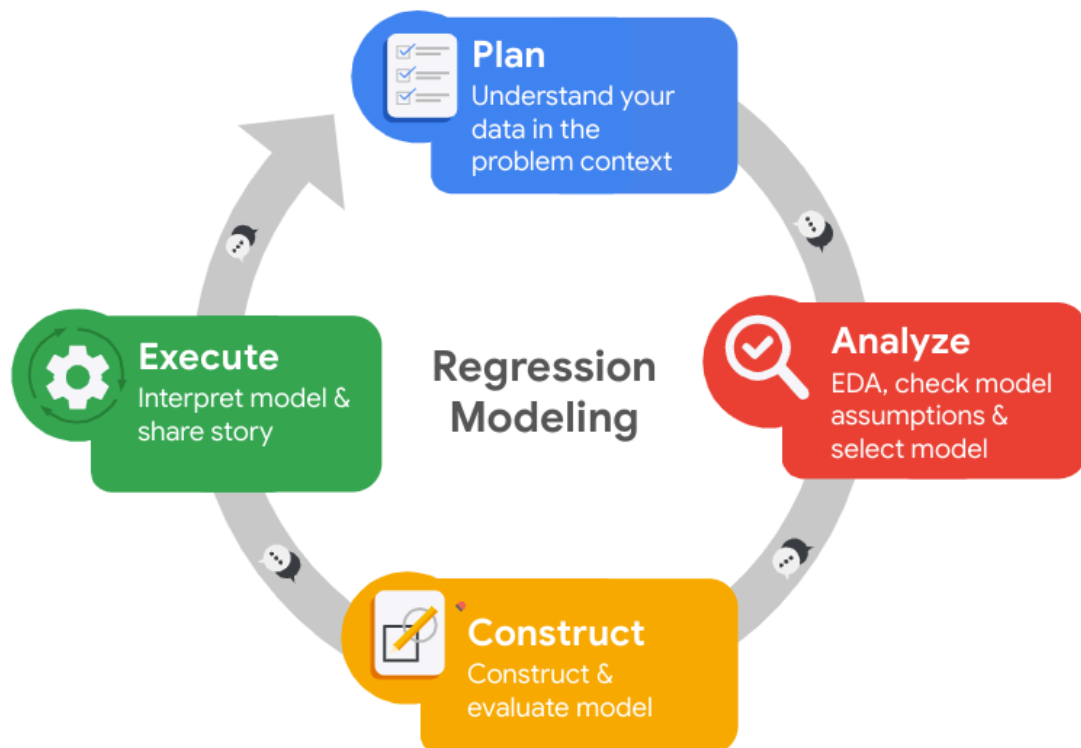 Plan
Understand your
data in the
problem context
Analyze
EDA, check model
assumptions &
select model
Regression
Modeling
Execute
Interpret model &
share story
Construct
Construct &
evaluate model